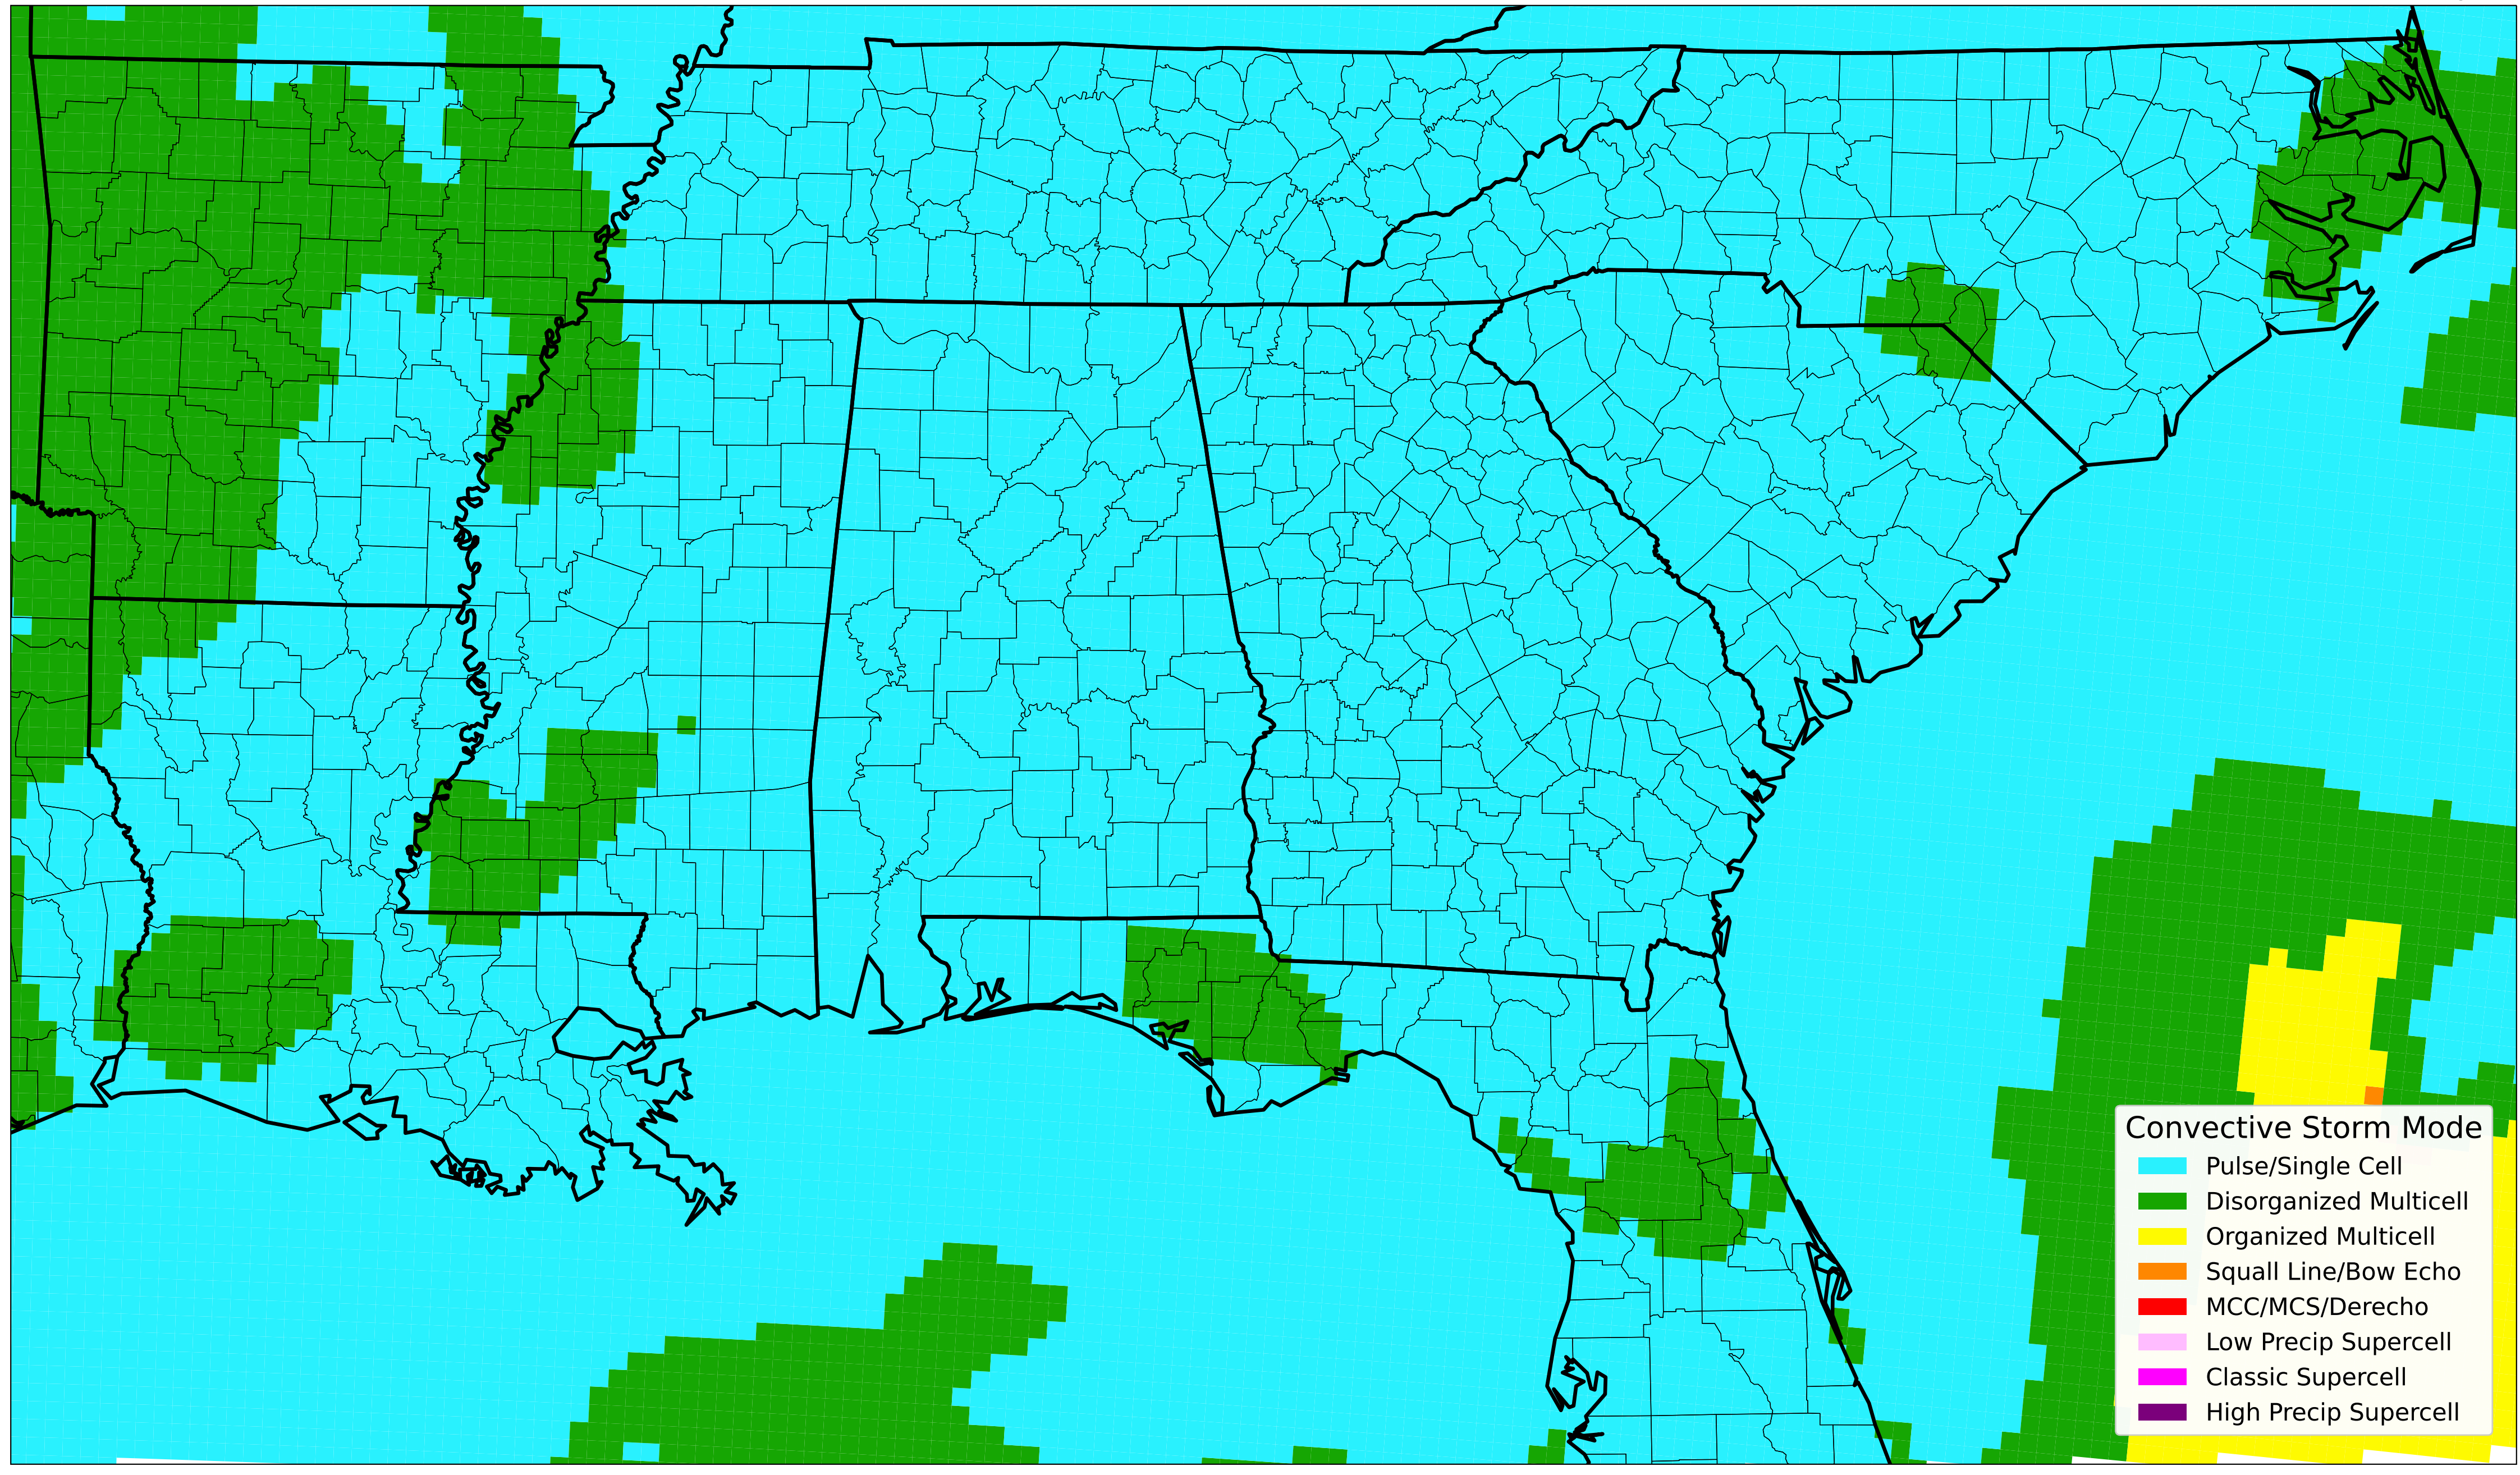 Convective Storm Mode
Pulse/Single Cell
Disorganized Multicell
Organized Multicell
Squall Line/Bow Echo
MCC/MCS/Derecho
Low Precip Supercell
Classic Supercell
High Precip Supercell